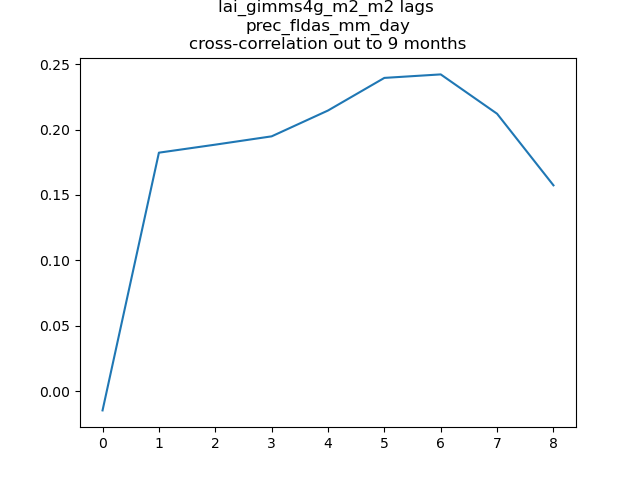 lai_gimms4g_m2_m2 lags
prec_fldas_mm_day
cross-correlation out to 9 months
0.25
0.20
0.15
0.10
0.05
0.00
0 1 2 3 4 5 6 7 8